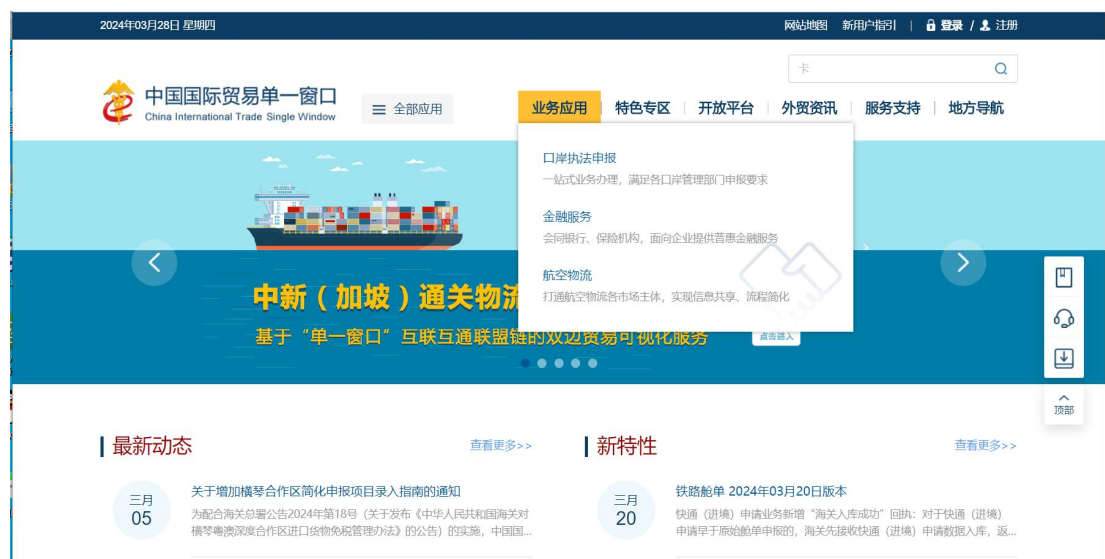 2024年03月28日 星期四
网站地图 新用户指引 | 登录 / 注册
卡
中国国际贸易单一窗口
China International Trade Single Window
全部应用
业务应用 特色专区 开放平台 外贸资讯 服务支持 地方导航
口岸执法申报
一站式业务办理，满足各口岸管理部门申报要求
金融服务
会同银行、保险机构，面向企业提供普惠金融服务
航空物流
打通航空物流各市场主体，实现信息共享、流程简化
中新（加坡）通关物流
基于“单一窗口”互联互通联盟链的双边贸易可视化服务
点击进入
顶部
最新动态
查看更多>>
三月
05
关于增加横琴合作区简化申报项目录入指南的通知
为配合海关总署公告2024年第18号（关于发布《中华人民共和国海关对
横琴粤澳深度合作区进口货物免税管理办法》的公告）的实施，中国国...
新特性
查看更多>>
三月
20
铁路舱单 2024年03月20日版本
快通（进境）申请业务新增“海关入库成功”回执：对于快通（进境）
申请早于原始舱单申报的，海关先接收快通（进境）申请数据入库，返...